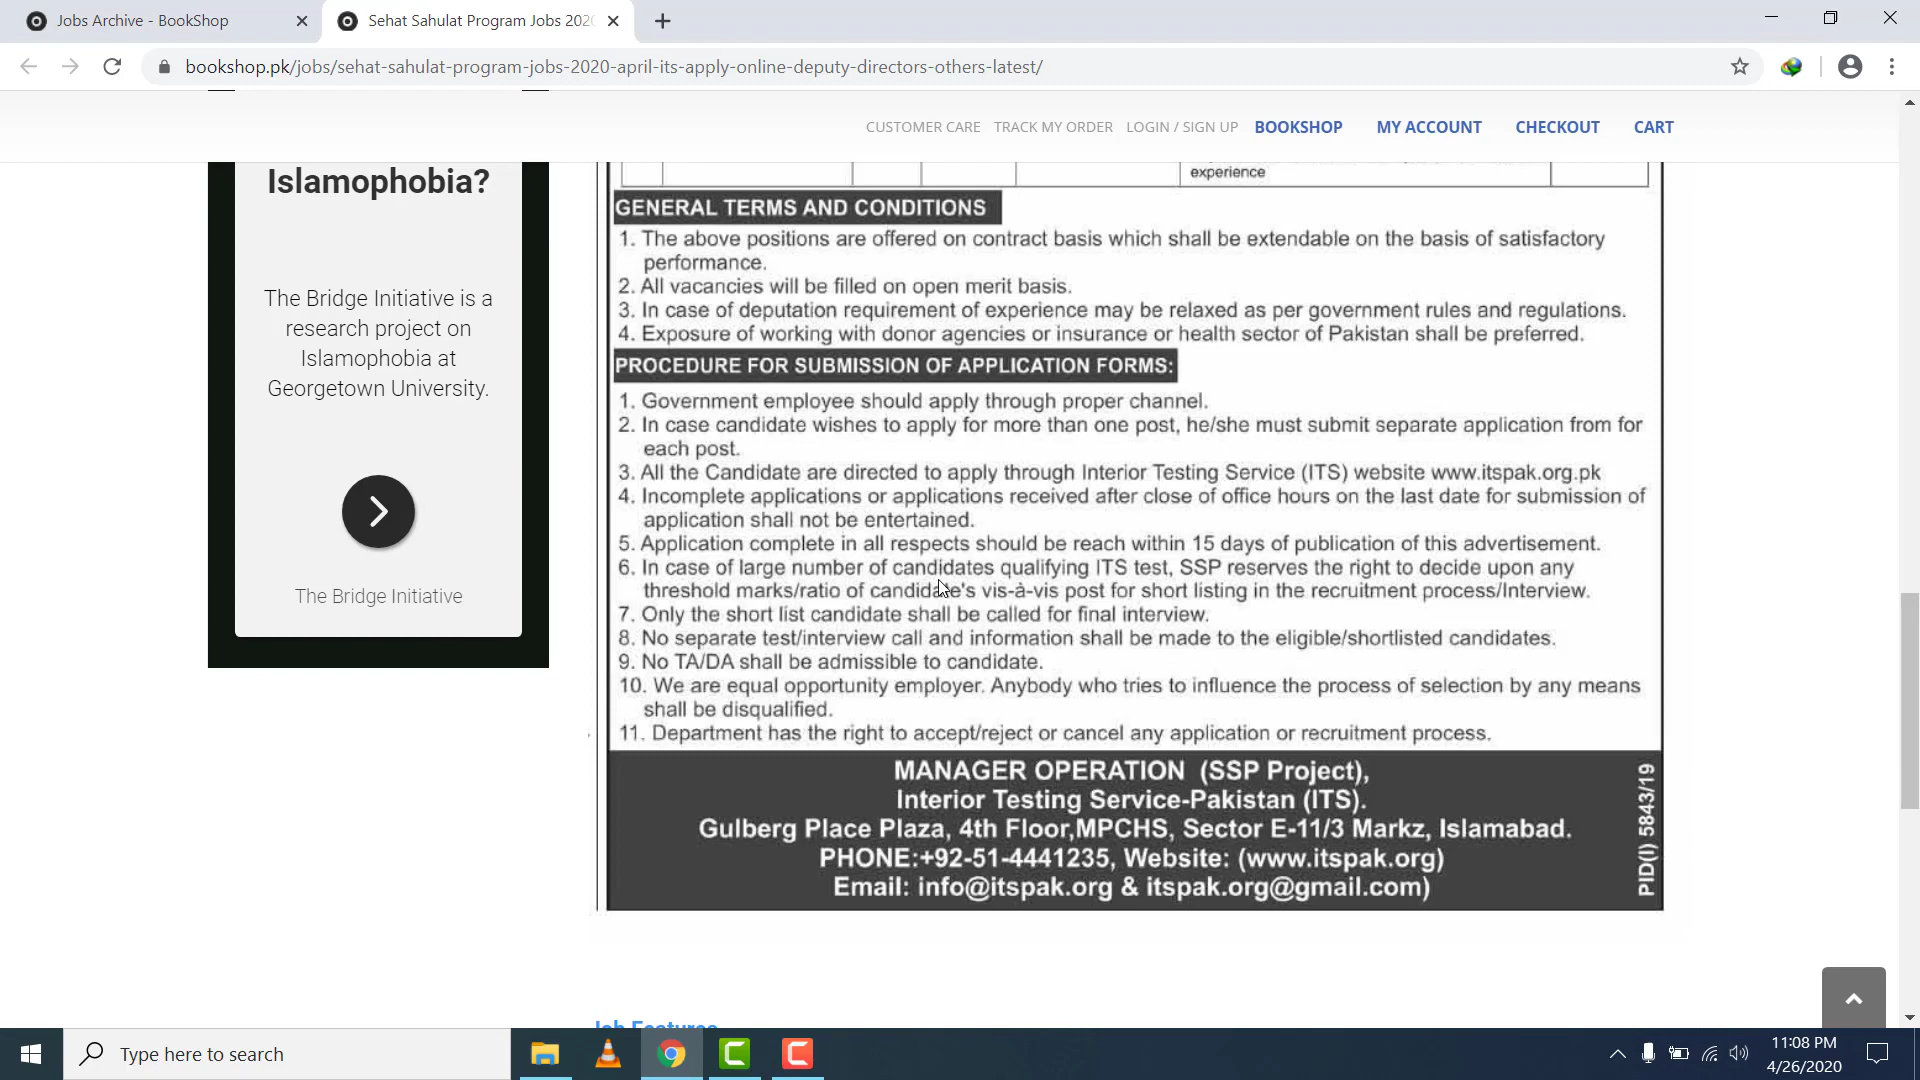 Jobs Archive - BookShop
Sehat Sahulat Program Jobs 202
bookshop.pk/jobs/sehat-sahulat-program-jobs-2020-april-its-apply-online-deputy-directors-others-latest/
CUSTOMER CARE TRACK MY ORDER LOGIN / SIGN UP BOOKSHOP MY ACCOUNT CHECKOUT CART
Islamophobia?
The Bridge Initiative is a
research project on
Islamophobia at
Georgetown University.
The Bridge Initiative
experience
GENERAL TERMS AND CONDITIONS
1. The above positions are offered on contract basis which shall be extendable on the basis of satisfactory
performance.
2. All vacancies will be filled on open merit basis.
3. In case of deputation requirement of experience may be relaxed as per government rules and regulations.
4. Exposure of working with donor agencies or insurance or health sector of Pakistan shall be preferred.
PROCEDURE FOR SUBMISSION OF APPLICATION FORMS:
1. Government employee should apply through proper channel.
2. In case candidate wishes to apply for more than one post, he/she must submit separate application from for
each post.
3. All the Candidate are directed to apply through Interior Testing Service (ITS) website www.itspak.org.pk
4. Incomplete applications or applications received after close of office hours on the last date for submission of
application shall not be entertained.
5. Application complete in all respects should be reach within 15 days of publication of this advertisement.
6. In case of large number of candidates qualifying ITS test, SSP reserves the right to decide upon any
threshold marks/ratio of candidate's vis-à-vis post for short listing in the recruitment process/Interview.
7. Only the short list candidate shall be called for final interview.
8. No separate test/interview call and information shall be made to the eligible/shortlisted candidates.
9. No TA/DA shall be admissible to candidate.
10. We are equal opportunity employer. Anybody who tries to influence the process of selection by any means
shall be disqualified.
11. Department has the right to accept/reject or cancel any application or recruitment process.
MANAGER OPERATION (SSP Project),
Interior Testing Service-Pakistan (ITS).
Gulberg Place Plaza, 4th Floor,MPCHS, Sector E-11/3 Markz, Islamabad.
PHONE:+92-51-4441235, Website: (www.itspak.org)
Email: info@itspak.org & itspak.org@gmail.com)
PID(I) 5843/19
Job Features
Type here to search
11:08 PM
4/26/2020